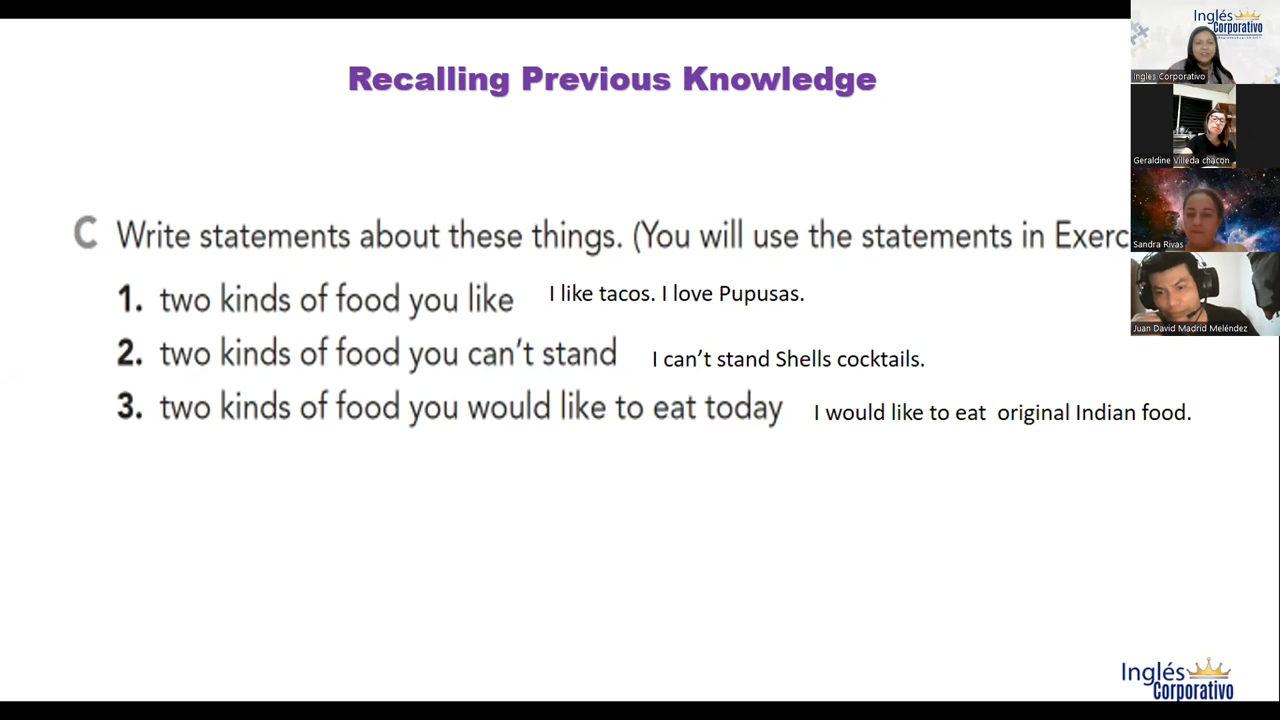 Recalling Previous Knowledge
C Write statements about these things. (You will use the statements in Exerc
1. two kinds of food you like I like tacos. I love Pupusas.
2. two kinds of food you can't stand I can’t stand Shells cocktails.
3. two kinds of food you would like to eat today I would like to eat original Indian food.
Inglés
Corporativo
Ingles Corporativo
Geraldine Villeda chacon
Sandra Rivas
Juan David Madrid Meléndez
Inglés
Corporativo